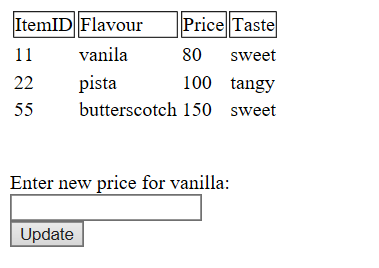 ItemID Flavour Price Taste
11 vanila 80 sweet
22 pista 100 tangy
55 butterscotch 150 sweet
Enter new price for vanilla:
Update